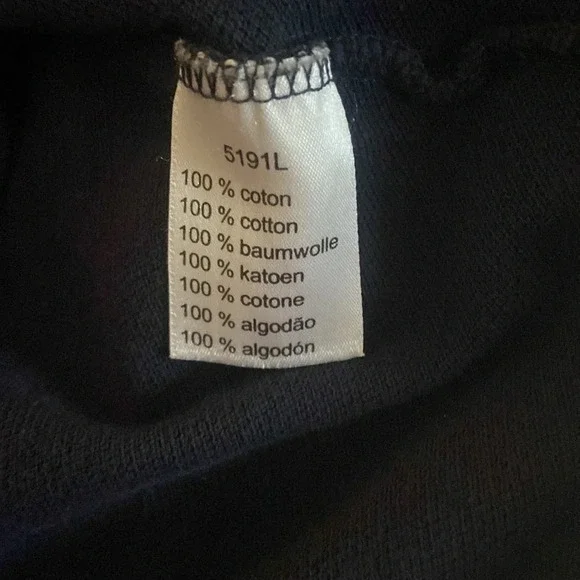 5191L
100 % coton
100 % cotton
100 % baumwolle
100 % katoen
100 % cotone
100 % algodão
100 % algodón